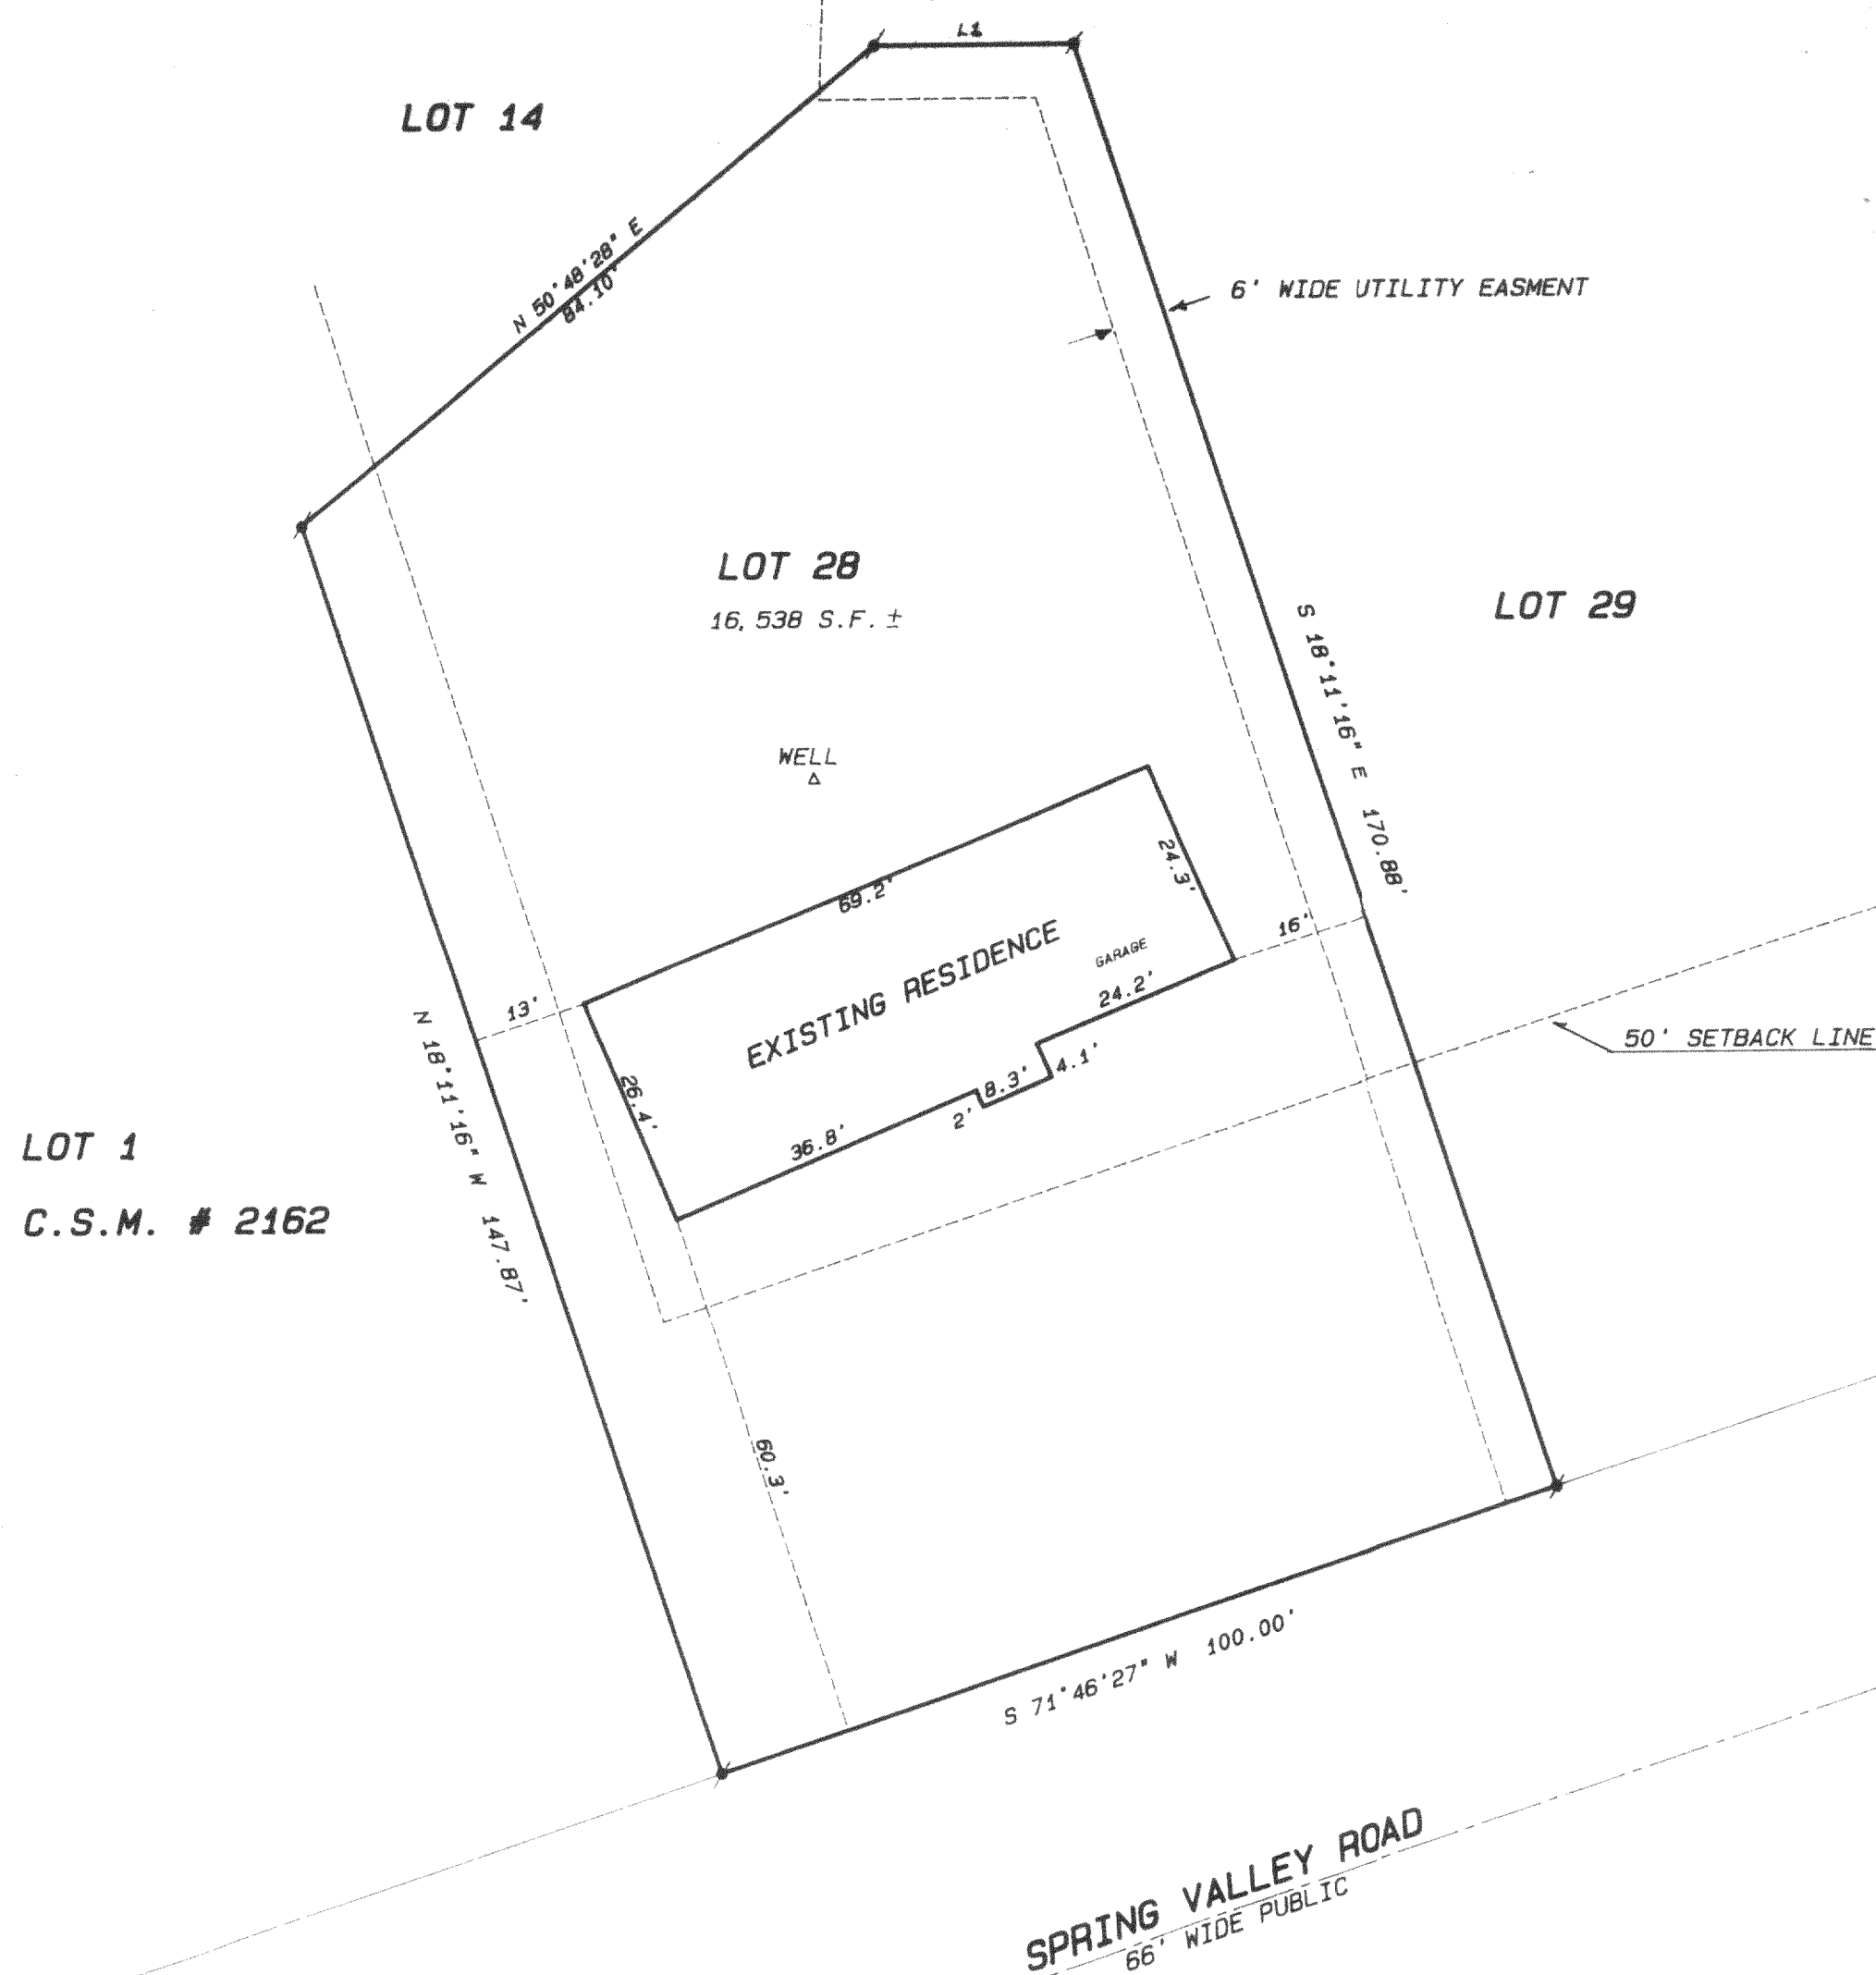 L1
LOT 14
N 50°48'28" E
84.10'
6' WIDE UTILITY EASMENT
LOT 28
16,538 S.F. ±
LOT 29
S 18°11'16" E 170.88'
WELL
69.2'
24.3'
EXISTING RESIDENCE
GARAGE
16'
13'
24.2'
4.1'
8.3'
2'
36.8'
26.4'
50' SETBACK LINE
N 18°11'16" W 147.87'
LOT 1
C.S.M. # 2162
60.3'
S 71°46'27" W 100.00'
SPRING VALLEY ROAD
66' WIDE PUBLIC